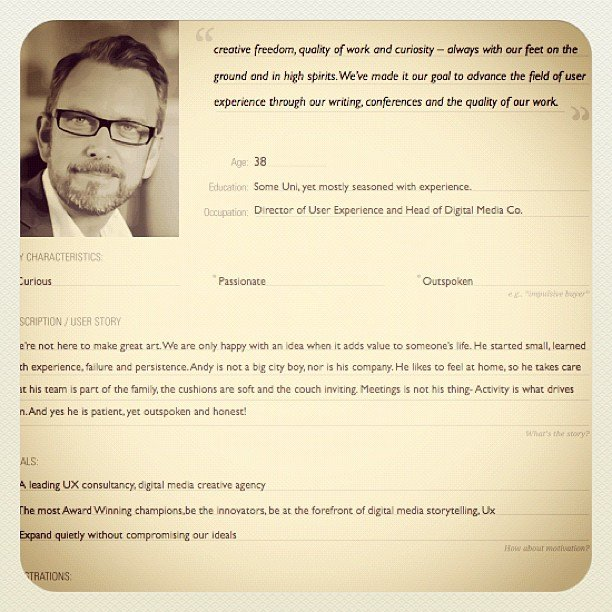 “
creative freedom, quality of work and curiosity – always with our feet on the
ground and in high spirits. We've made it our goal to advance the field of user
experience through our writing, conferences and the quality of our work. ”
Age: 38
Education: Some Uni, yet mostly seasoned with experience.
Occupation: Director of User Experience and Head of Digital Media Co.
Y CHARACTERISTICS:
Curious * Passionate * Outspoken
e.g., "impulsive buyer"
SCRIPTION / USER STORY
e're not here to make great art. We are only happy with an idea when it adds value to someone's life. He started small, learned
th experience, failure and persistence. Andy is not a big city boy, nor is his company. He likes to feel at home, so he takes care
at his team is part of the family, the cushions are soft and the couch inviting. Meetings is not his thing- Activity is what drives
n. And yes he is patient, yet outspoken and honest!
What's the story?
ALS:
A leading UX consultancy, digital media creative agency
The most Award Winning champions,be the innovators, be at the forefront of digital media storytelling, Ux
Expand quietly without compromising our ideals
How about motivation?
STRATIONS: